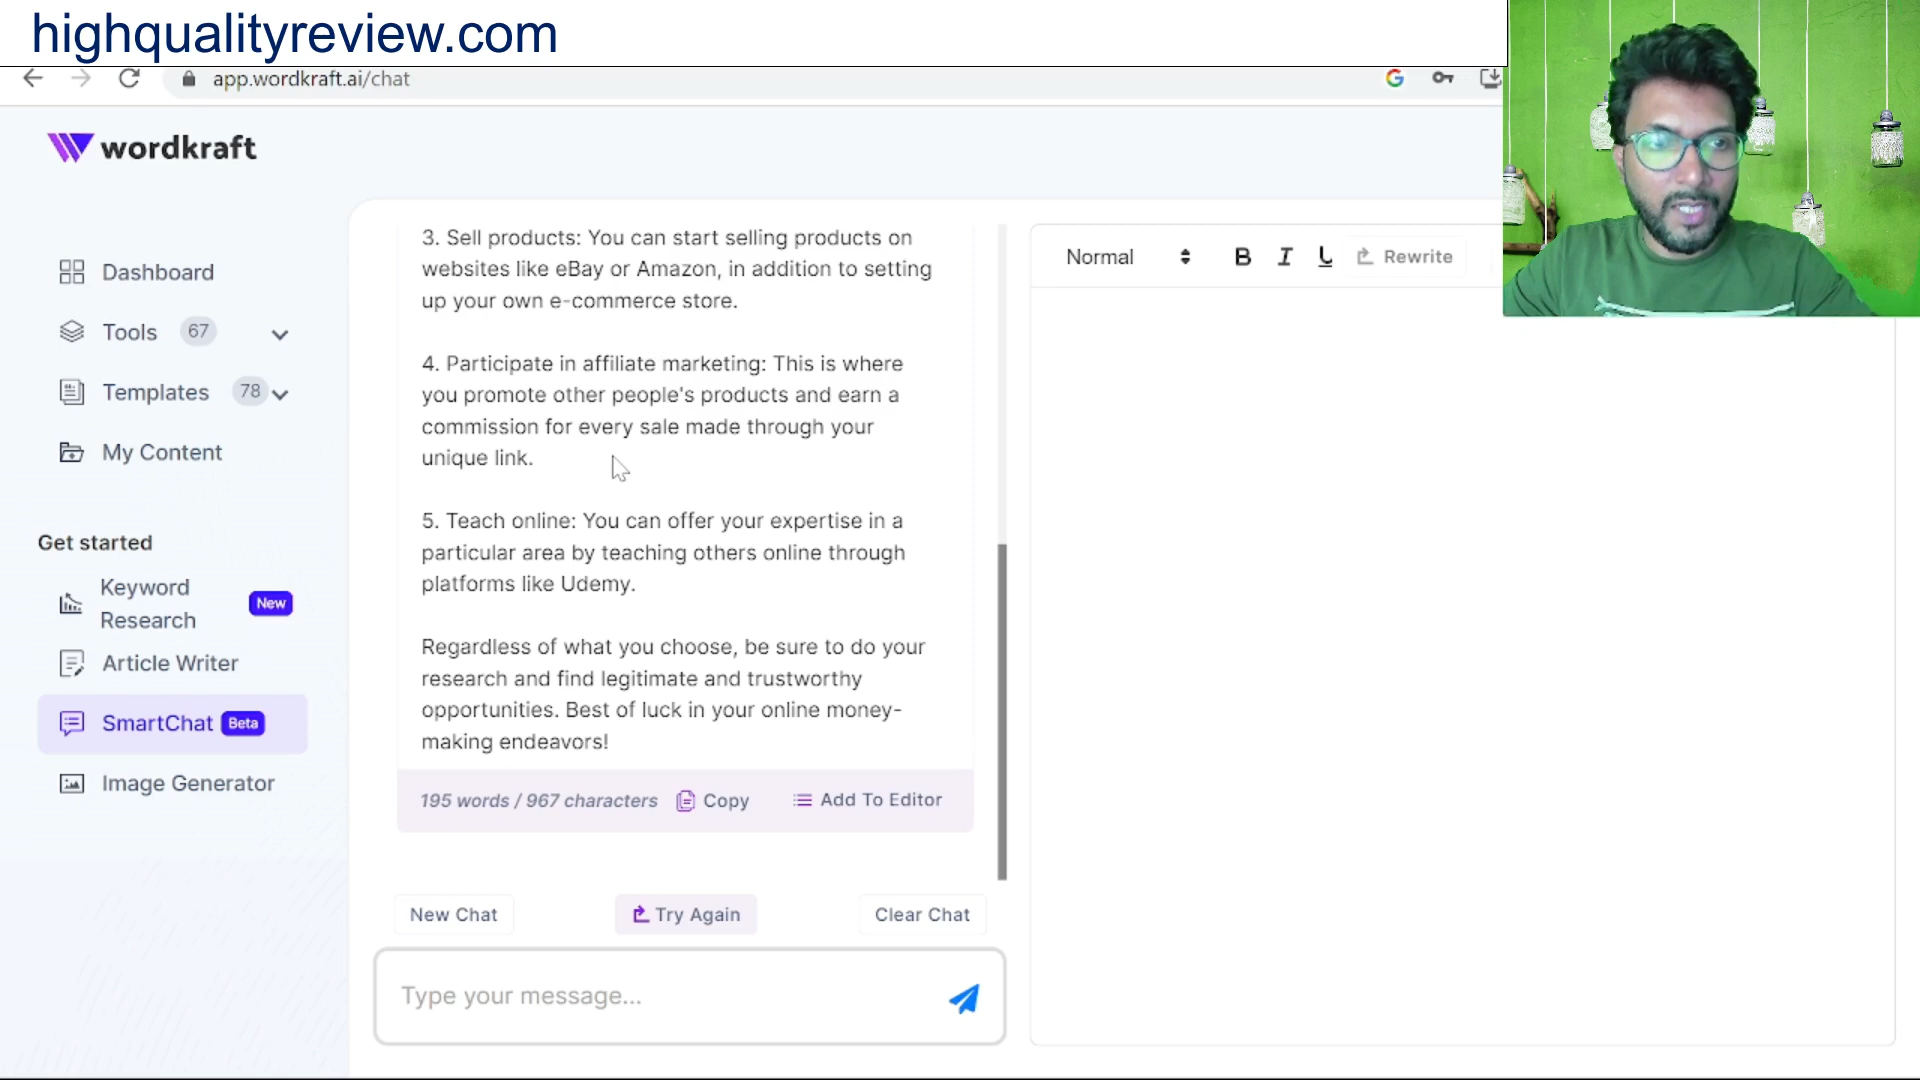 highqualityreview.com
app.wordkraft.ai/chat
wordkraft
Dashboard
Tools 67
Templates 78
My Content
Get started
Keyword
Research
New
Article Writer
SmartChat Beta
Image Generator
3. Sell products: You can start selling products on
websites like eBay or Amazon, in addition to setting
up your own e-commerce store.
4. Participate in affiliate marketing: This is where
you promote other people's products and earn a
commission for every sale made through your
unique link.
5. Teach online: You can offer your expertise in a
particular area by teaching others online through
platforms like Udemy.
Regardless of what you choose, be sure to do your
research and find legitimate and trustworthy
opportunities. Best of luck in your online money-
making endeavors!
195 words / 967 characters Copy Add To Editor
New Chat Try Again Clear Chat
Type your message...
Normal B I U Rewrite